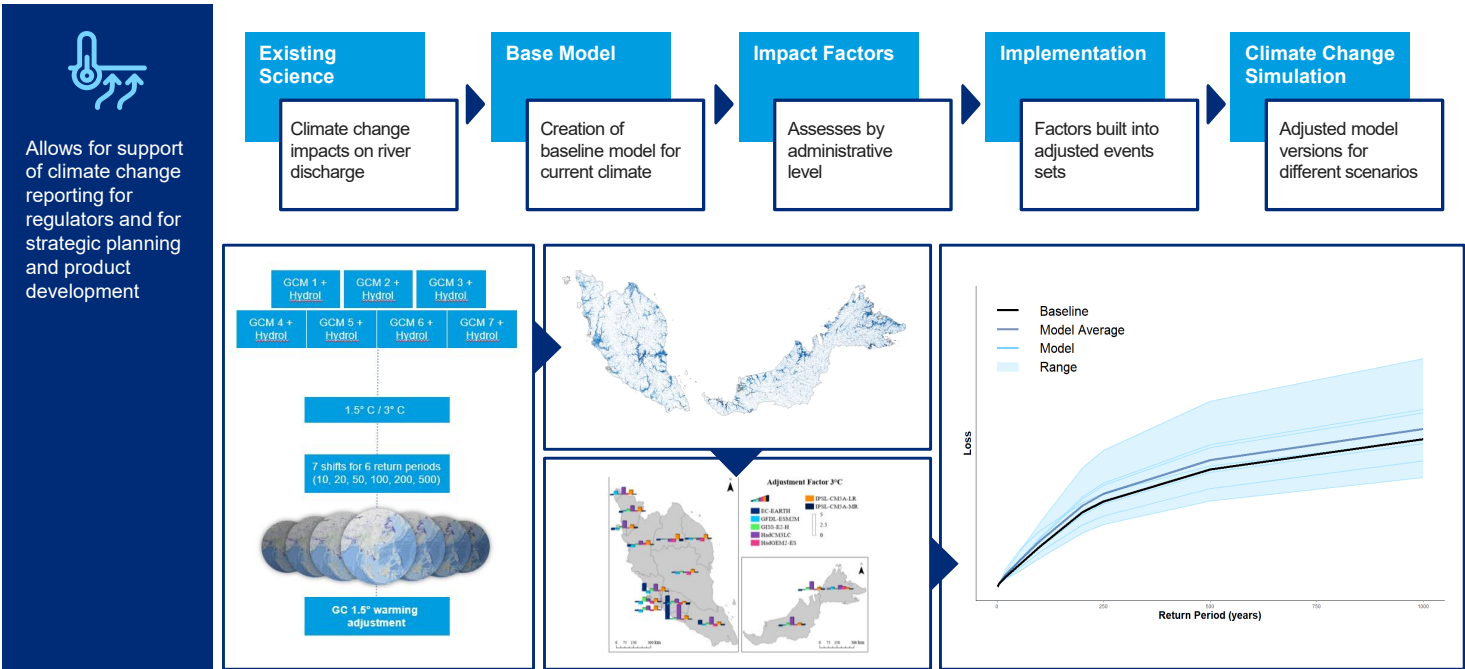 Allows for support
of climate change
reporting for
regulators and for
strategic planning
and product
development
Existing
Science
Climate change
impacts on river
discharge
Base Model
Creation of
baseline model for
current climate
Impact Factors
Assesses by
administrative
level
Implementation
Factors built into
adjusted events
sets
Climate Change
Simulation
Adjusted model
versions for
different scenarios
GCM 1 +
Hydrol
GCM 2 +
Hydrol
GCM 3 +
Hydrol
GCM 4 +
Hydrol
GCM 5 +
Hydrol
GCM 6 +
Hydrol
GCM 7 +
Hydrol
1.5° C / 3° C
7 shifts for 6 return periods
(10, 20, 50, 100, 200, 500)
GC 1.5° warming
adjustment
Adjustment Factor 3°C
EC-EARTH
GFDL-ESM2M
GISS-E2-H
HadCM3LC
HadGEM2-ES
IPSL-CM5A-LR
IPSL-CM5A-MR
5
2.5
0
Baseline
Model Average
Model
Range
Loss
0
250
500
750
1000
Return Period (years)